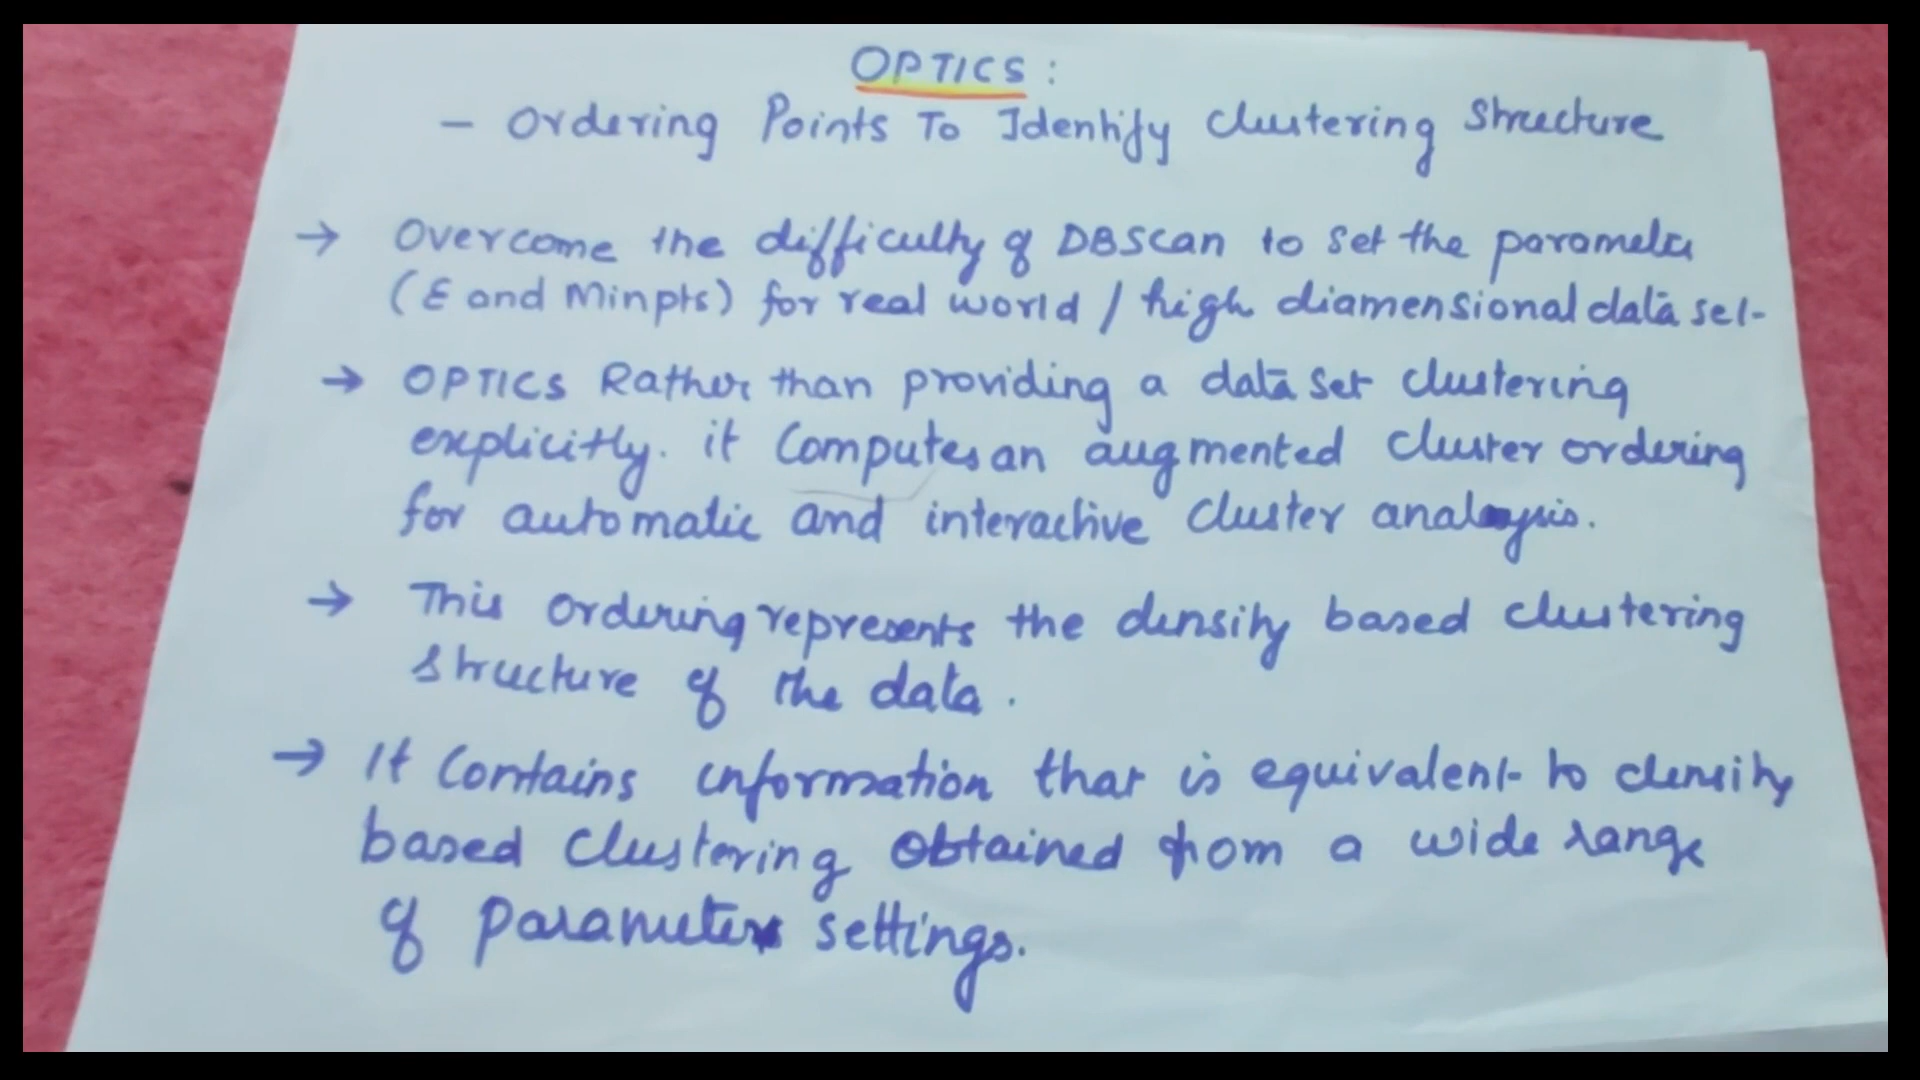 OPTICS :
- Ordering Points To Identify Clustering Structure
→ Overcome the difficulty of DBSCAN to set the parameter
(ε and Minpts) for real world / high diamensional data set
→ OPTICS Rather than providing a data set clustering
explicitly. it Computes an augmented cluster ordering
for automatic and interactive cluster analysis.
→ This ordering represents the density based clustering
structure of the data .
→ It Contains information that is equivalent to density
based clustering obtained from a wide range
of parameters settings.